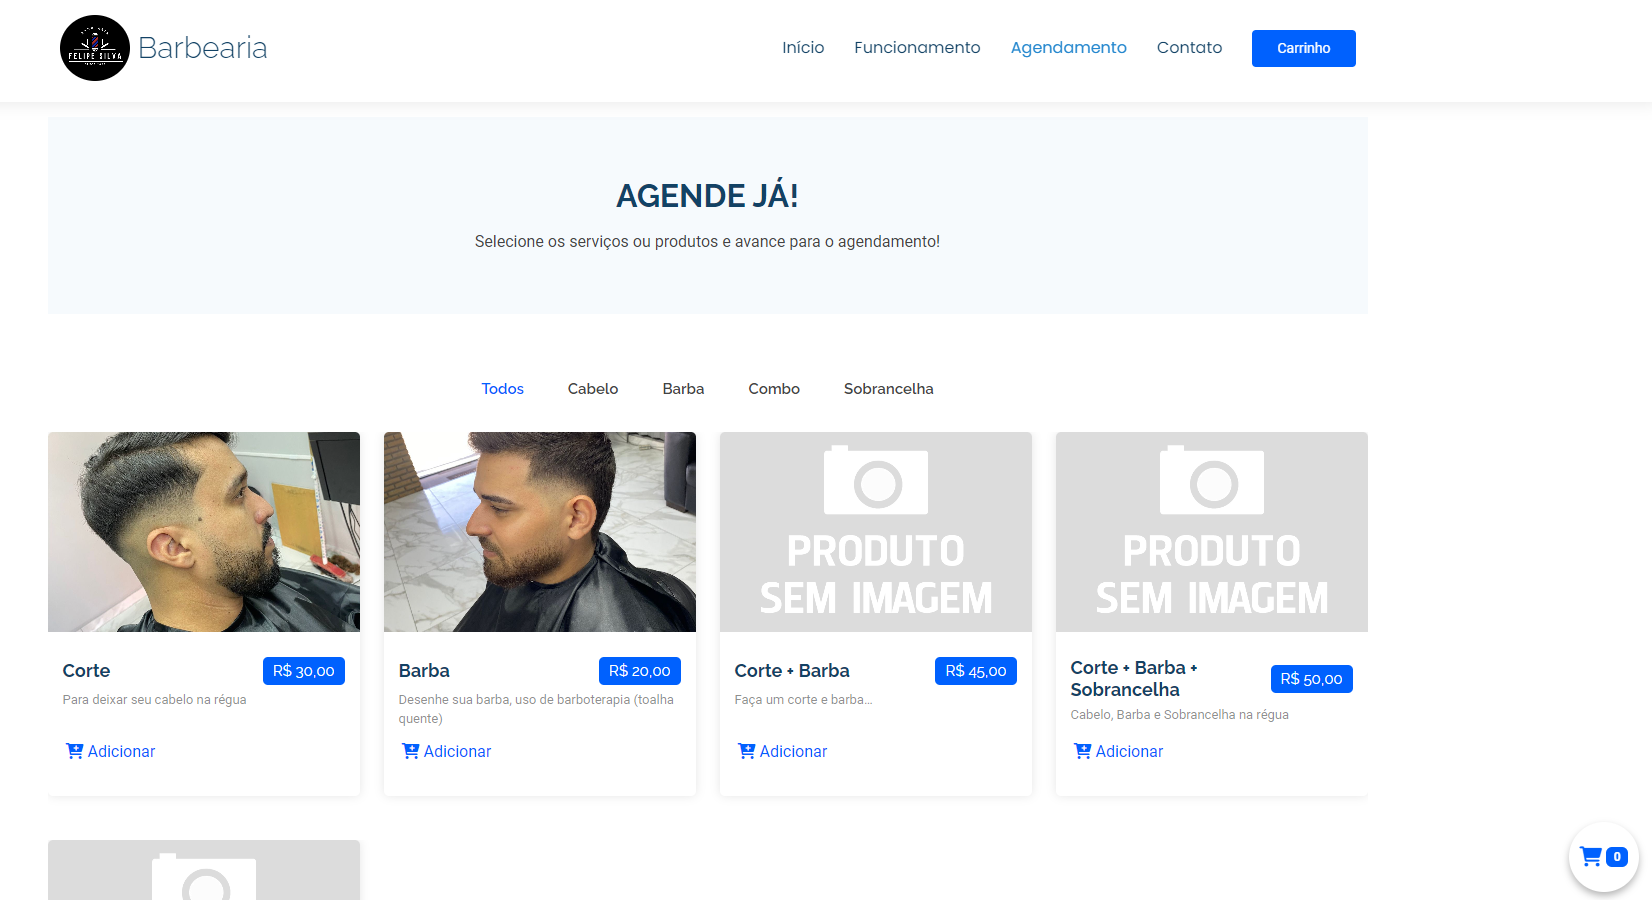 FELIPE SILVA
Barbearia
Início
Funcionamento
Agendamento
Contato
Carrinho
AGENDE JÁ!
Selecione os serviços ou produtos e avance para o agendamento!
Todos
Cabelo
Barba
Combo
Sobrancelha
PRODUTO
SEM IMAGEM
PRODUTO
SEM IMAGEM
Corte
R$ 30,00
Para deixar seu cabelo na régua
Adicionar
Barba
R$ 20,00
Desenhe sua barba, uso de barboterapia (toalha
quente)
Adicionar
Corte + Barba
R$ 45,00
Faça um corte e barba...
Adicionar
Corte + Barba +
Sobrancelha
R$ 50,00
Cabelo, Barba e Sobrancelha na régua
Adicionar
0